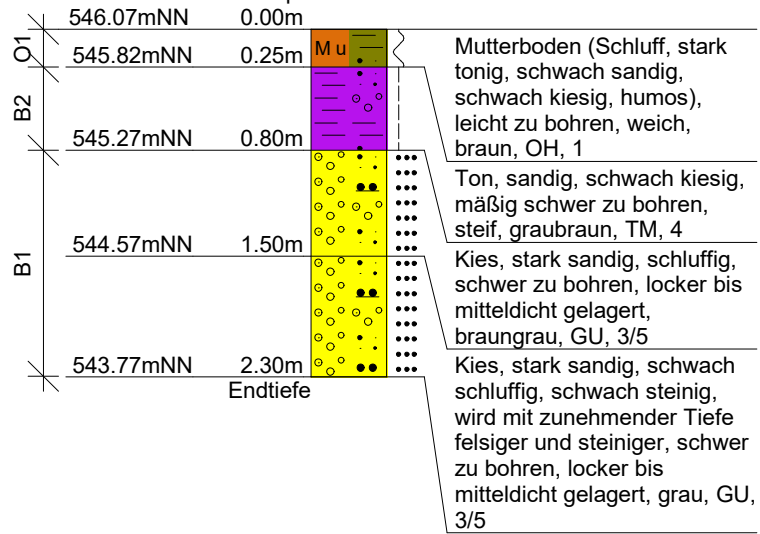 546.07mNN 0.00m
O1
545.82mNN 0.25m
M u
B2
545.27mNN 0.80m
B1
544.57mNN 1.50m
543.77mNN 2.30m
Endtiefe
Mutterboden (Schluff, stark
tonig, schwach sandig,
schwach kiesig, humos),
leicht zu bohren, weich,
braun, OH, 1
Ton, sandig, schwach kiesig,
mäßig schwer zu bohren,
steif, graubraun, TM, 4
Kies, stark sandig, schluffig,
schwer zu bohren, locker bis
mitteldicht gelagert,
braungrau, GU, 3/5
Kies, stark sandig, schwach
schluffig, schwach steinig,
wird mit zunehmender Tiefe
felsiger und steiniger, schwer
zu bohren, locker bis
mitteldicht gelagert, grau, GU,
3/5